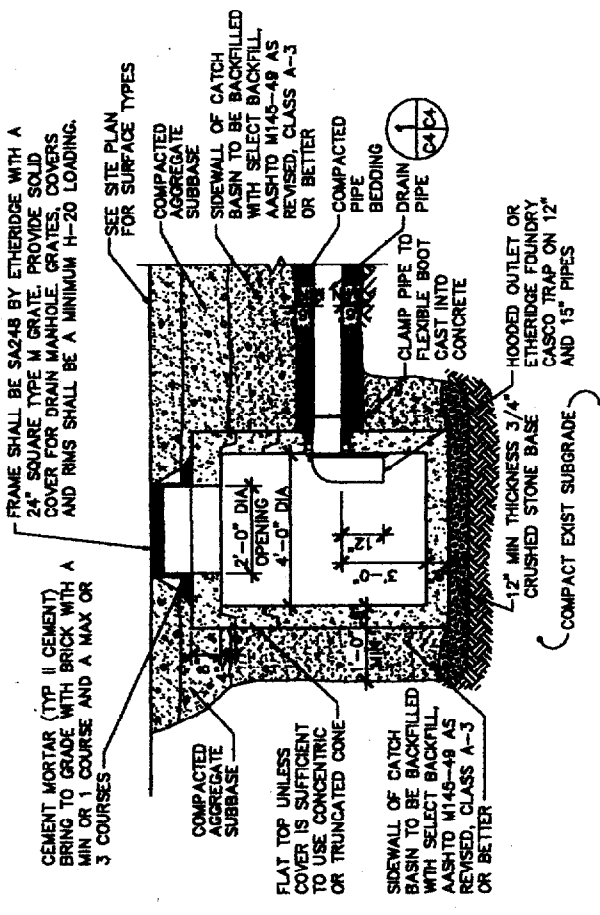 FRAME SHALL BE SA248 BY ETHERIDGE WITH A
24" SQUARE TYPE M GRATE. PROVIDE SOLID
COVER FOR DRAIN MANHOLE. GRATES, COVERS
AND RIMS SHALL BE A MINIMUM H-20 LOADING.
CEMENT MORTAR (TYP II CEMENT)
BRING TO GRADE WITH BRICK WITH A
MIN OR 1 COURSE AND A MAX OR
3 COURSES
SEE SITE PLAN
FOR SURFACE TYPES
COMPACTED
AGGREGATE
SUBBASE
SIDEWALL OF CATCH
BASIN TO BE BACKFILLED
WITH SELECT BACKFILL,
AASHTO M145-49 AS
REVISED, CLASS A-3
OR BETTER
COMPACTED
PIPE
BEDDING
DRAIN
PIPE
1
C4 C4
CLAMP PIPE TO
FLEXIBLE BOOT
CAST INTO
CONCRETE
HOODED OUTLET OR
ETHERIDGE FOUNDRY
CASCO TRAP ON 12"
AND 15" PIPES
2'-0" DIA
OPENING
4'-0" DIA
12"
3'-0"
8"
MIN
COMPACTED
AGGREGATE
SUBBASE
FLAT TOP UNLESS
COVER IS SUFFICIENT
TO USE CONCENTRIC
OR TRUNCATED CONE
SIDEWALL OF CATCH
BASIN TO BE BACKFILLED
WITH SELECT BACKFILL,
AASHTO M145-49 AS
REVISED, CLASS A-3
OR BETTER
12" MIN THICKNESS 3/4"
CRUSHED STONE BASE
COMPACT EXIST SUBGRADE